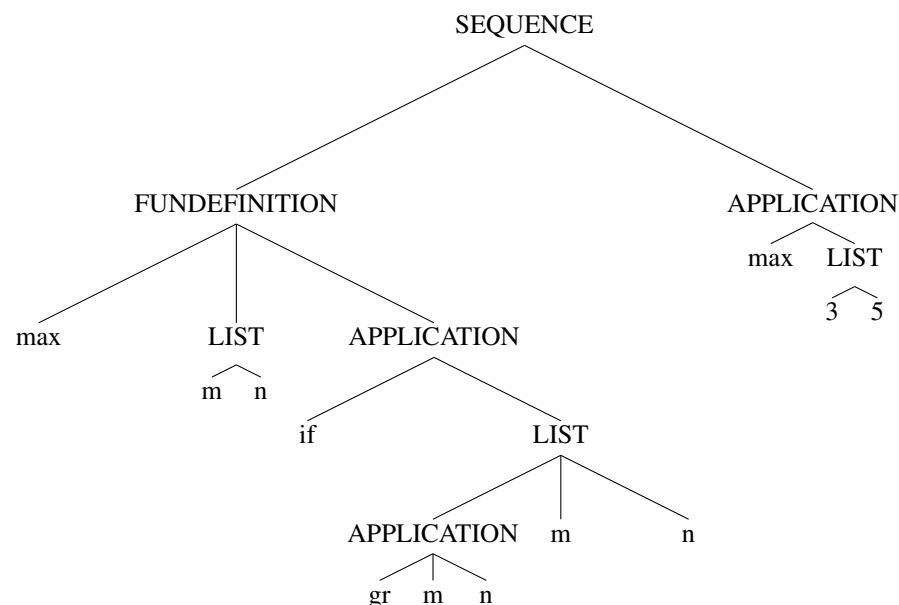 SEQUENCE
FUNDEFINITION APPLICATION
max LIST
3 5
max LIST APPLICATION
m n
if LIST
APPLICATION m n
gr m n